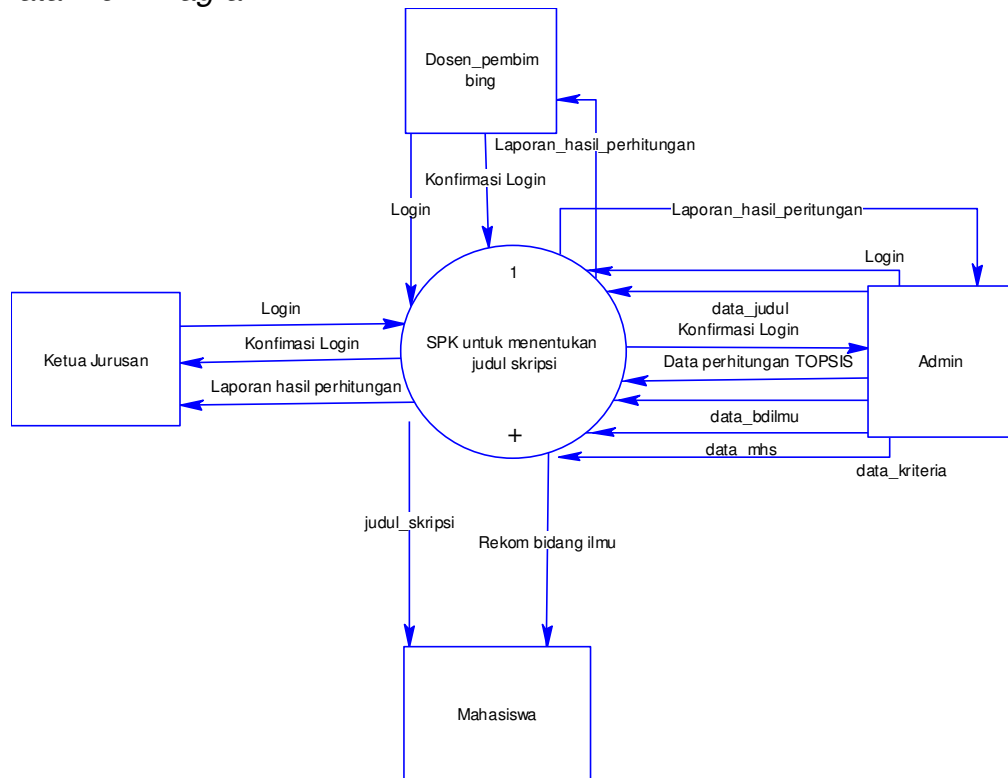 Dosen_pembim
bing
Laporan_hasil_perhitungan
Konfirmasi Login
Login
Laporan_hasil_peritungan
Login
1
data_judul
Login
Konfirmasi Login
SPK untuk menentukan
judul skripsi
Konfimasi Login
Ketua Jurusan
Data perhitungan TOPSIS
Admin
Laporan hasil perhitungan
data_bdilmu
+
data_mhs
data_kriteria
judul_skripsi
Rekom bidang ilmu
Mahasiswa